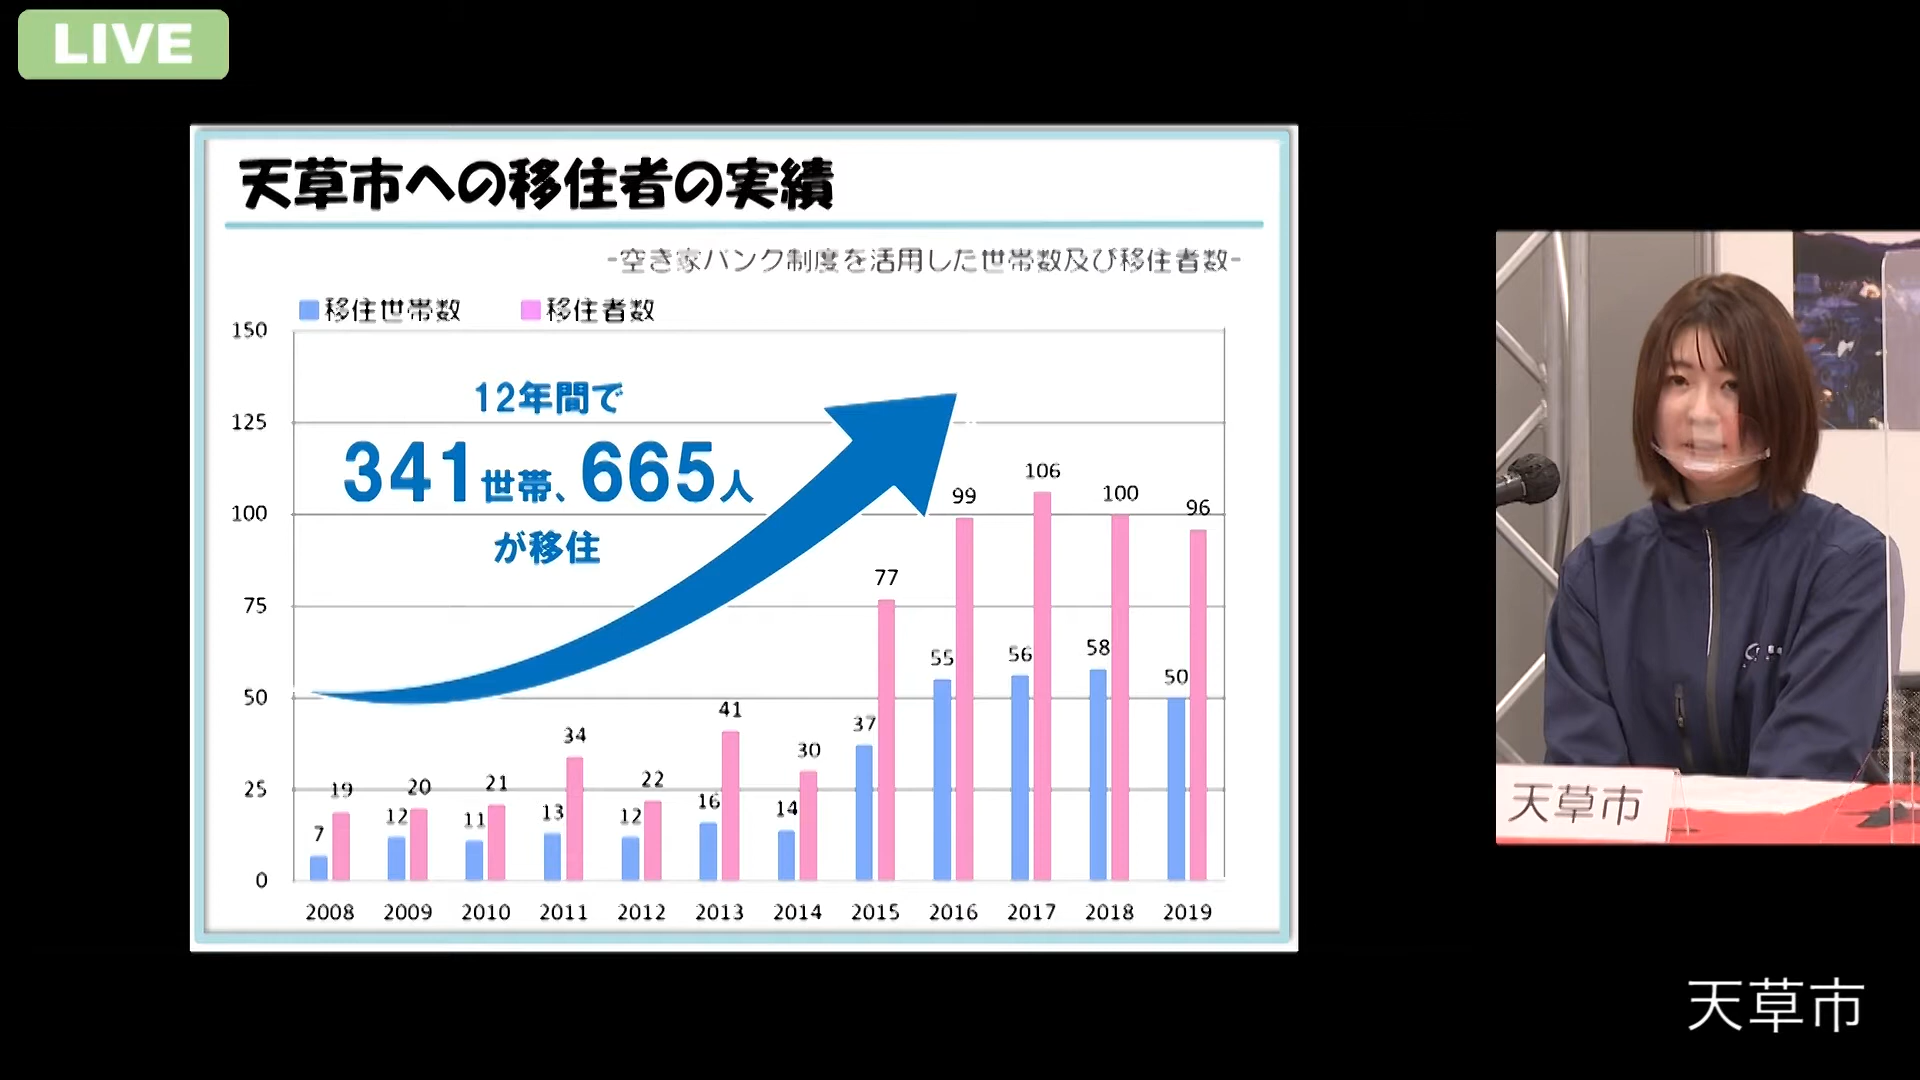 LIVE
天草市への移住者の実績
-空き家バンク制度を活用した世帯数及び移住者数-
移住世帯数 移住者数
150
125
100
75
50
25
0
12年間で
341世帯、665人
が移住
7 19 12 20 11 21 13 34 12 22 16 41 14 30 37 77 55 99 56 106 58 100 50 96
2008 2009 2010 2011 2012 2013 2014 2015 2016 2017 2018 2019
天草市
天草市